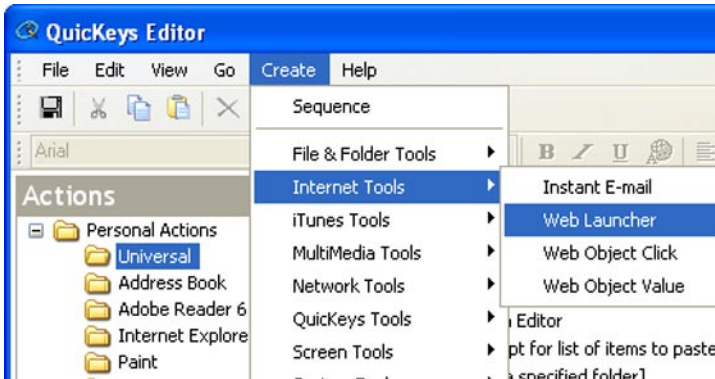 QuicKeys Editor
File Edit View Go Create Help
Sequence
Arial
File & Folder Tools
B I U
Actions
Internet Tools
Instant E-mail
Personal Actions
iTunes Tools
Web Launcher
Universal
MultiMedia Tools
Web Object Click
Address Book
Network Tools
Web Object Value
Adobe Reader 6
QuicKeys Tools
Editor
Internet Explore
Screen Tools
pt for list of items to paste
Paint
specified folder]